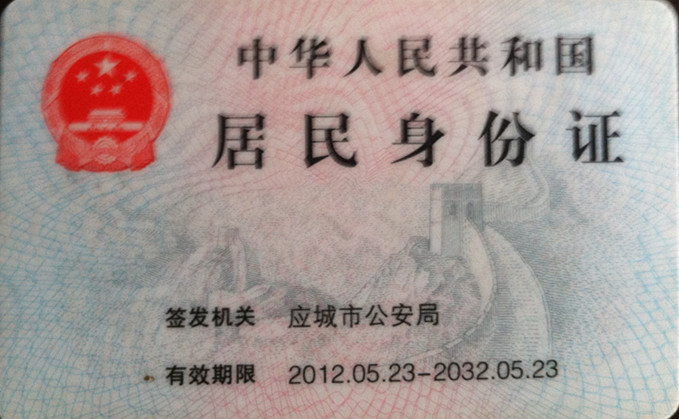 中华人民共和国
居民身份证
签发机关 应城市公安局
有效期限 2012.05.23-2032.05.23